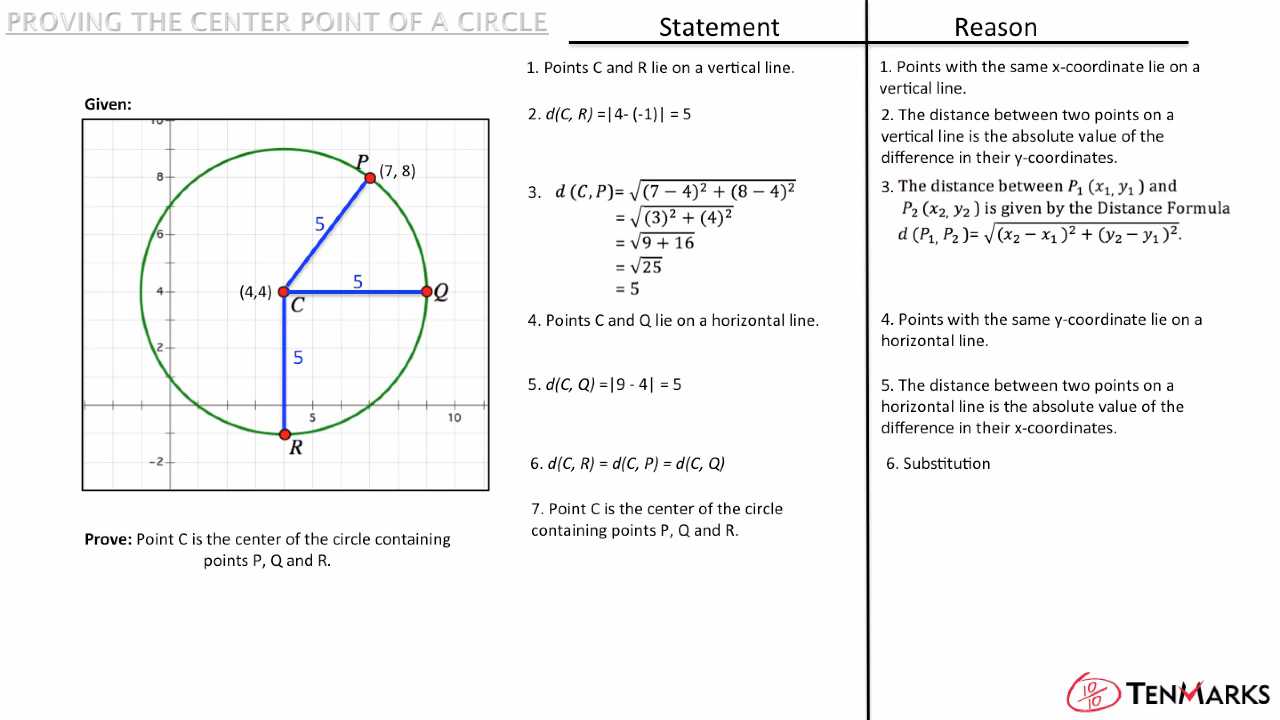 PROVING THE CENTER POINT OF A CIRCLE
Statement
Reason
Given:
10
8
6
4
2
-2
5
10
P
(7, 8)
5
(4,4)
C
5
Q
5
R
Prove: Point C is the center of the circle containing
points P, Q and R.
1. Points C and R lie on a vertical line.
1. Points with the same x-coordinate lie on a
vertical line.
2. d(C, R) =|4- (-1)| = 5
2. The distance between two points on a
vertical line is the absolute value of the
difference in their y-coordinates.
3. d (C, P)= √(7 − 4)² + (8 − 4)²
= √(3)² + (4)²
= √9 + 16
= √25
= 5
3. The distance between P₁ (x₁, y₁ ) and
P₂ (x₂, y₂ ) is given by the Distance Formula
d (P₁, P₂ )= √(x₂ − x₁ )² + (y₂ − y₁ )².
4. Points C and Q lie on a horizontal line.
4. Points with the same y-coordinate lie on a
horizontal line.
5. d(C, Q) =|9 - 4| = 5
5. The distance between two points on a
horizontal line is the absolute value of the
difference in their x-coordinates.
6. d(C, R) = d(C, P) = d(C, Q)
6. Substitution
7. Point C is the center of the circle
containing points P, Q and R.
10/10 TENMARKS